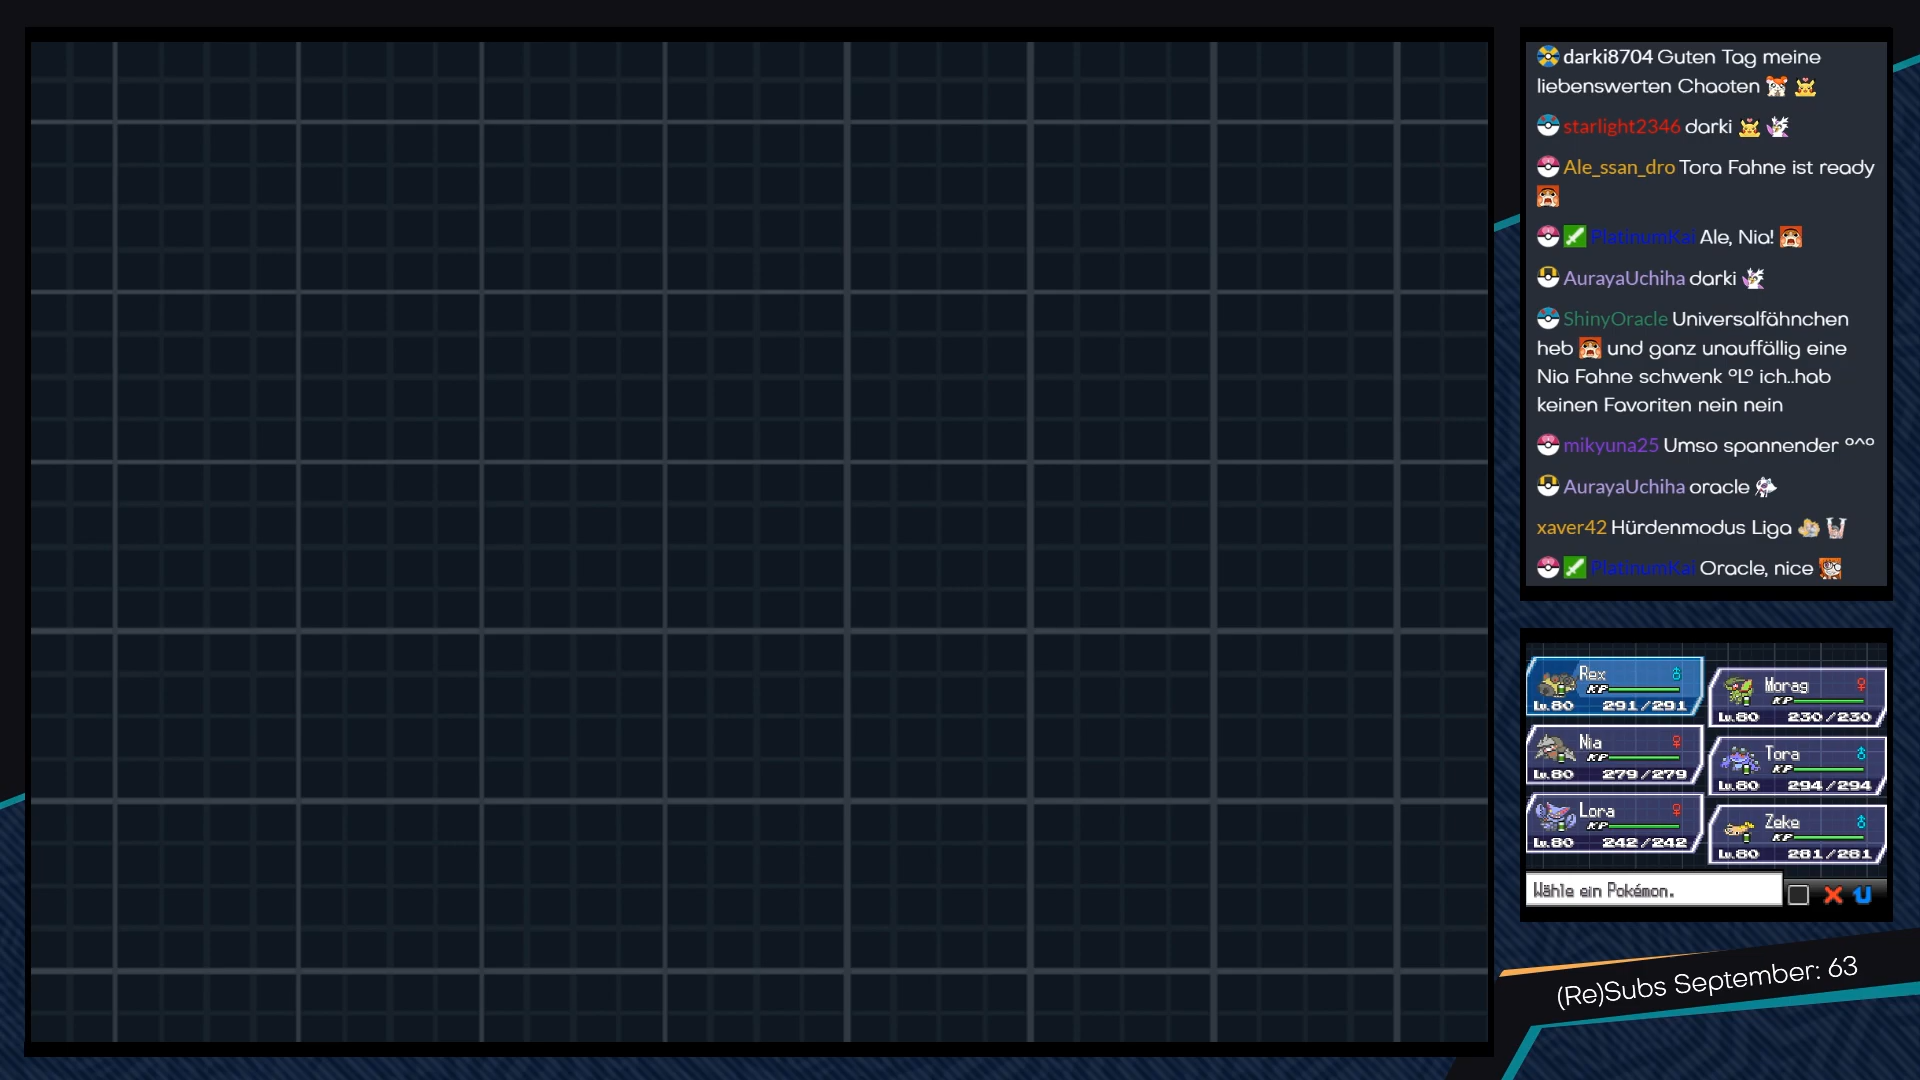 darki8704 Guten Tag meine
liebenswerten Chaoten
starlight2346 darki
Ale_ssan_dro Tora Fahne ist ready
PlatinumKai Ale, Nia!
AurayaUchiha darki
ShinyOracle Universalfähnchen
heb und ganz unauffällig eine
Nia Fahne schwenk °L° ich..hab
keinen Favoriten nein nein
mikyuna25 Umso spannender °^°
AurayaUchiha oracle
xaver42 Hürdenmodus Liga
PlatinumKai Oracle, nice
Rex ♂
KP
Lv.80 291/291
Morag ♀
KP
Lv.80 230/230
Nia ♀
KP
Lv.80 279/279
Tora ♂
KP
Lv.80 294/294
Lora ♀
KP
Lv.80 242/242
Zeke ♂
KP
Lv.80 281/281
Wähle ein Pokémon.
(Re)Subs September: 63